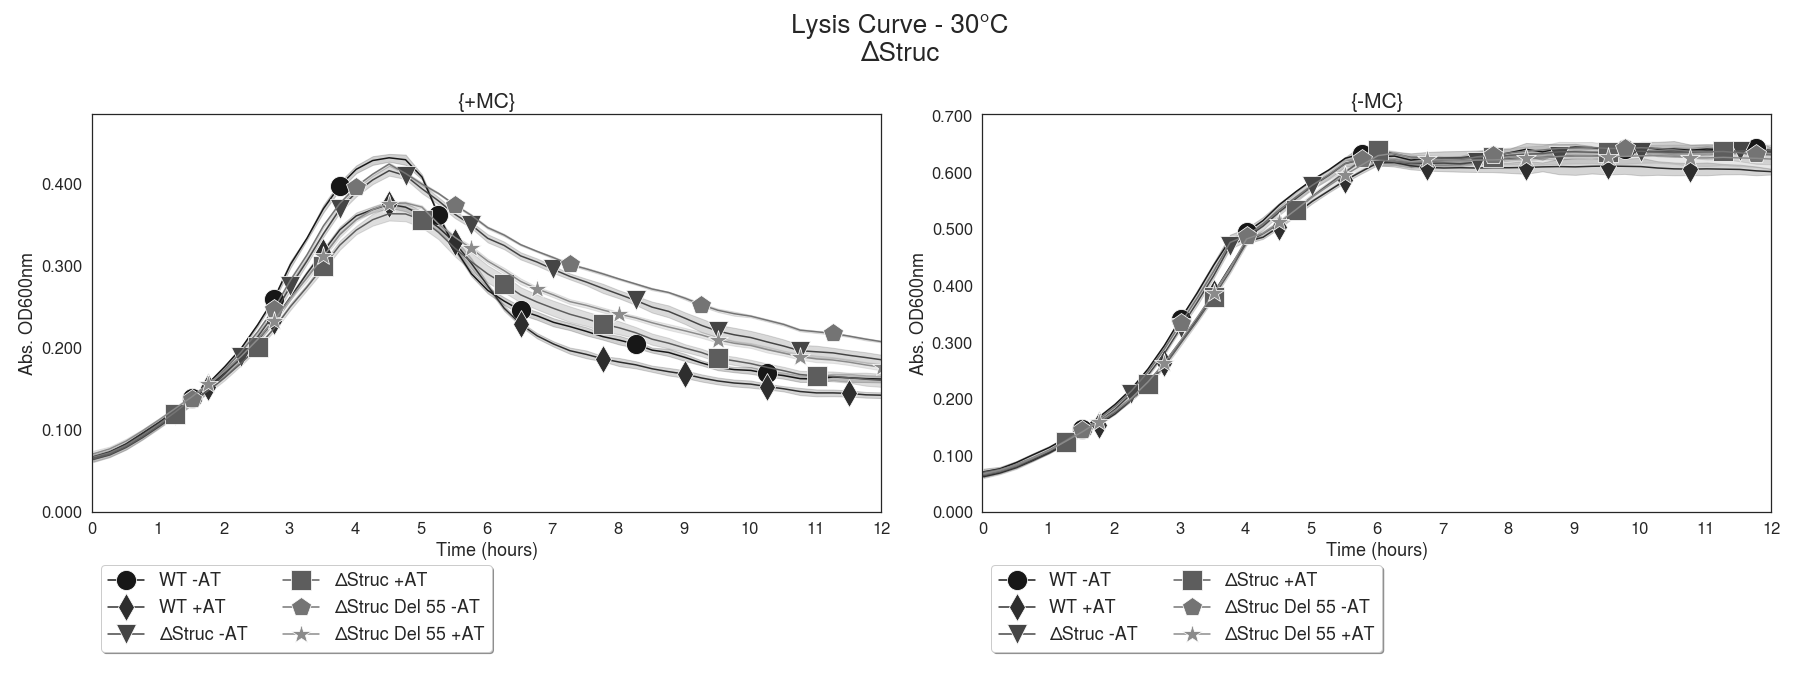 Lysis Curve - 30°C
ΔStruc
{+MC}
Abs. OD600nm
0.400
0.300
0.200
0.100
0.000
0 1 2 3 4 5 6 7 8 9 10 11 12
Time (hours)
WT -AT
WT +AT
ΔStruc -AT
ΔStruc +AT
ΔStruc Del 55 -AT
ΔStruc Del 55 +AT
{-MC}
Abs. OD600nm
0.700
0.600
0.500
0.400
0.300
0.200
0.100
0.000
0 1 2 3 4 5 6 7 8 9 10 11 12
Time (hours)
WT -AT
WT +AT
ΔStruc -AT
ΔStruc +AT
ΔStruc Del 55 -AT
ΔStruc Del 55 +AT